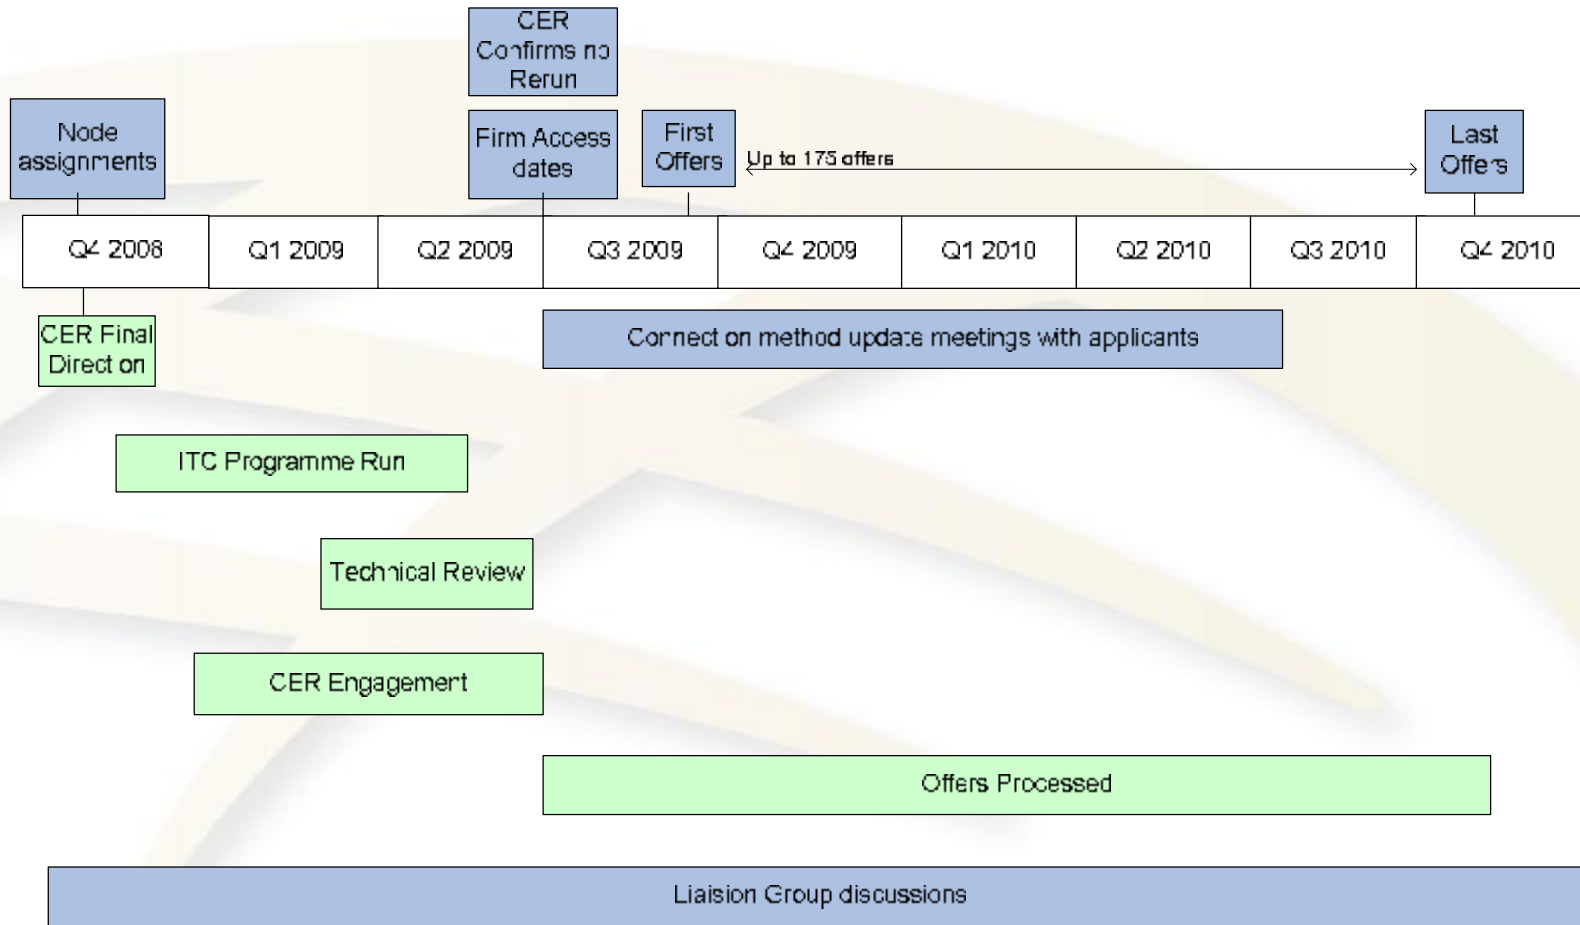 CER
Confirms no
Rerun
Node
assignments
Firm Access
dates
First
Offers
Up to 175 offers
Last
Offers
Q4 2008
Q1 2009
Q2 2009
Q3 2009
Q4 2009
Q1 2010
Q2 2010
Q3 2010
Q4 2010
CER Final
Direction
Connection method update meetings with applicants
ITC Programme Run
Technical Review
CER Engagement
Offers Processed
Liaision Group discussions